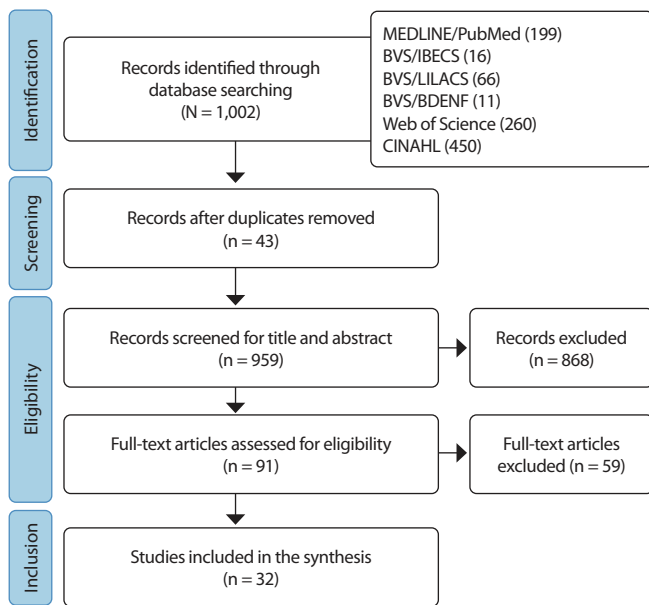 Identification
Records identified through
database searching
(N = 1,002)
MEDLINE/PubMed (199)
BVS/IBECS (16)
BVS/LILACS (66)
BVS/BDENF (11)
Web of Science (260)
CINAHL (450)
Screening
Records after duplicates removed
(n = 43)
Eligibility
Records screened for title and abstract
(n = 959)
Records excluded
(n = 868)
Full-text articles assessed for eligibility
(n = 91)
Full-text articles
excluded (n = 59)
Inclusion
Studies included in the synthesis
(n = 32)